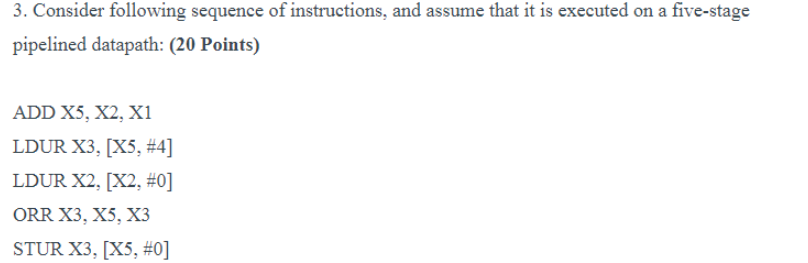 3. Consider following sequence of instructions, and assume that it is executed on a five-stage
pipelined datapath: (20 Points)
ADD X5, X2, X1
LDUR X3, [X5, #4]
LDUR X2, [X2, #0]
ORR X3, X5, X3
STUR X3, [X5, #0]